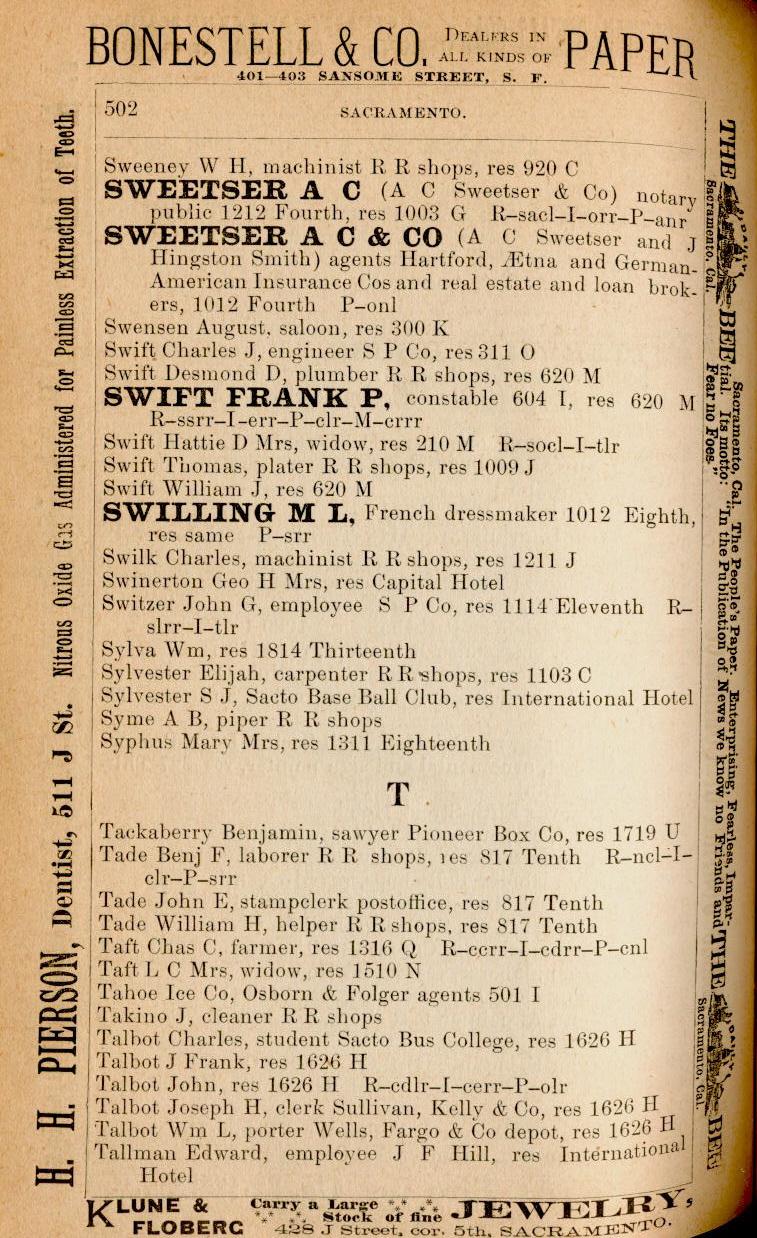 BONESTELL & CO. DEALERS IN ALL KINDS OF PAPER
401—403 SANSOME STREET, S. F.
502 SACRAMENTO.
Sweeney W H, machinist R R shops, res 920 C
SWEETSER A C (A C Sweetser & Co) notary
public 1212 Fourth, res 1003 G R–sacl–I–orr–P–anr
SWEETSER A C & CO (A C Sweetser and J
Hingston Smith) agents Hartford, Ætna and German-
American Insurance Cos and real estate and loan brok-
ers, 1012 Fourth P–onl
Swensen August, saloon, res 300 K
Swift Charles J, engineer S P Co, res 311 O
Swift Desmond D, plumber R R shops, res 620 M
SWIFT FRANK P, constable 604 I, res 620 M
R–ssrr–I–err–P–clr–M–crrr
Swift Hattie D Mrs, widow, res 210 M R–socl–I–tlr
Swift Thomas, plater R R shops, res 1009 J
Swift William J, res 620 M
SWILLING M L, French dressmaker 1012 Eighth,
res same P–srr
Swilk Charles, machinist R R shops, res 1211 J
Swinerton Geo H Mrs, res Capital Hotel
Switzer John G, employee S P Co, res 1114 Eleventh R–
slrr–I–tlr
Sylva Wm, res 1814 Thirteenth
Sylvester Elijah, carpenter R R shops, res 1103 C
Sylvester S J, Sacto Base Ball Club, res International Hotel
Syme A B, piper R R shops
Syphus Mary Mrs, res 1311 Eighteenth
T
Tackaberry Benjamin, sawyer Pioneer Box Co, res 1719 U
Tade Benj F, laborer R R shops, res 817 Tenth R–ncl–I–
clr–P–srr
Tade John E, stampclerk postoffice, res 817 Tenth
Tade William H, helper R R shops, res 817 Tenth
Taft Chas C, farmer, res 1316 Q R–ccrr–I–cdrr–P–cnl
Taft L C Mrs, widow, res 1510 N
Tahoe Ice Co, Osborn & Folger agents 501 I
Takino J, cleaner R R shops
Talbot Charles, student Sacto Bus College, res 1626 H
Talbot J Frank, res 1626 H
Talbot John, res 1626 H R–cdlr–I–cerr–P–olr
Talbot Joseph H, clerk Sullivan, Kelly & Co, res 1626 H
Talbot Wm L, porter Wells, Fargo & Co depot, res 1626 H
Tallman Edward, employee J F Hill, res International
Hotel
KLUNE & FLOBERG Carry a Large Stock of fine JEWELRY,
428 J Street, cor. 5th, SACRAMENTO.
H. H. PIERSON, Dentist, 511 J St. Nitrous Oxide Gas Administered for Painless Extraction of Teeth.
THE DAILY BEE
Sacramento, Cal.
Sacramento, Cal. The People's Paper. Enterprising, Fearless, Impar-
tial. Its motto: "In the Publication of News we know no Friends and
Fear no Foes."
THE DAILY BEE
Sacramento, Cal.